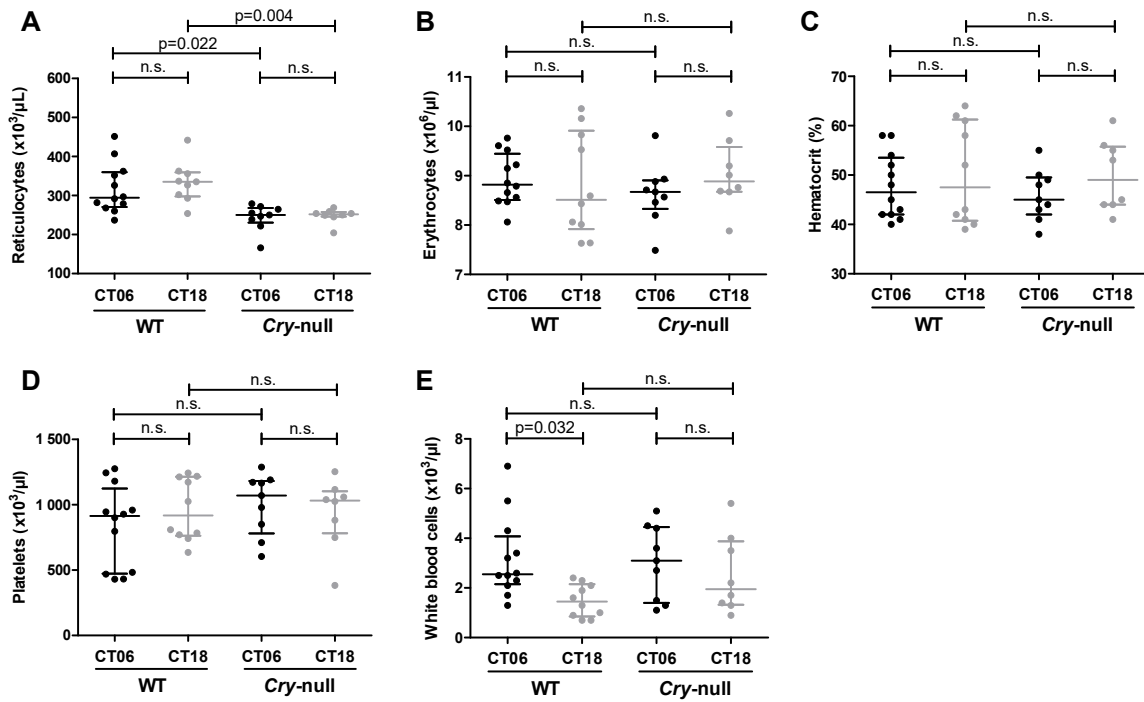 A
p=0.004
p=0.022
n.s.
n.s.
Reticulocytes (x10³/µL)
600
500
400
300
200
100
CT06
CT18
CT06
CT18
WT
Cry-null
B
n.s.
n.s.
n.s.
n.s.
Erythrocytes (x10⁶/µl)
11
10
9
8
7
CT06
CT18
CT06
CT18
WT
Cry-null
C
n.s.
n.s.
n.s.
n.s.
Hematocrit (%)
70
60
50
40
30
CT06
CT18
CT06
CT18
WT
Cry-null
D
n.s.
n.s.
n.s.
n.s.
Platelets (x10³/µl)
1 500
1 000
500
0
CT06
CT18
CT06
CT18
WT
Cry-null
E
n.s.
n.s.
p=0.032
n.s.
White blood cells (x10³/µl)
8
6
4
2
0
CT06
CT18
CT06
CT18
WT
Cry-null